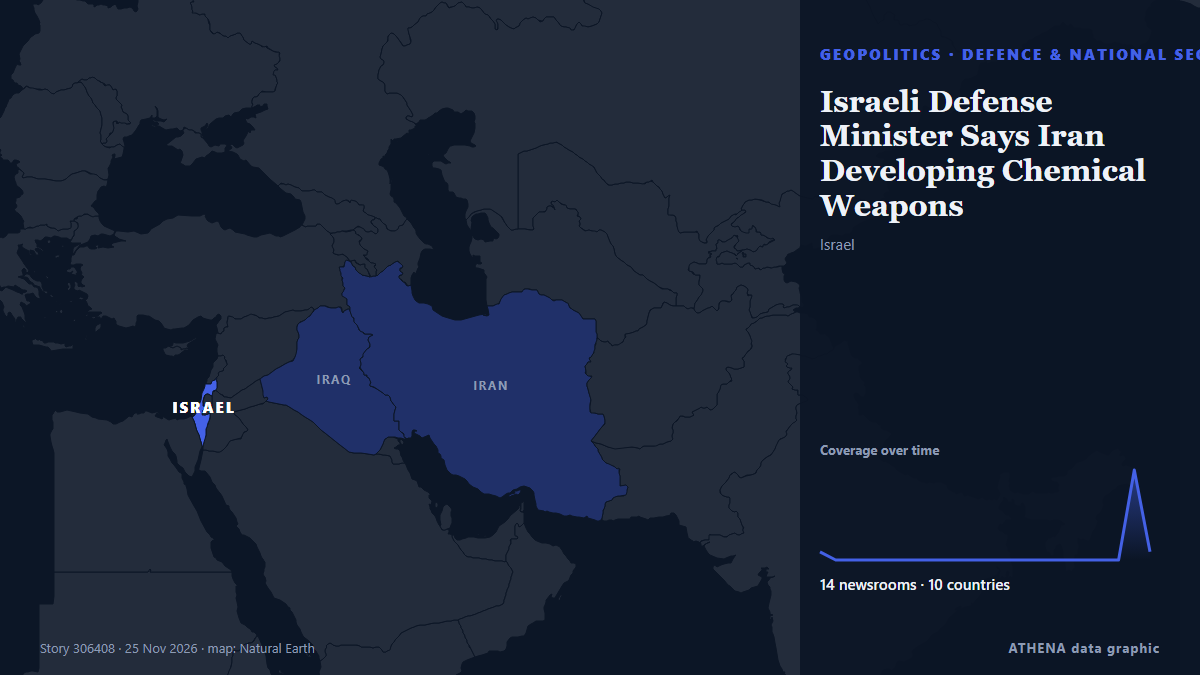 GEOPOLITICS · DEFENCE & NATIONAL
Israeli Defense
Minister Says Iran
Developing Chemical
Weapons
Israel
IRAQ
IRAN
ISRAEL
Coverage over time
14 newsrooms · 10 countries
Story 306408 · 25 Nov 2026 · map: Natural Earth
ATHENA data graphic